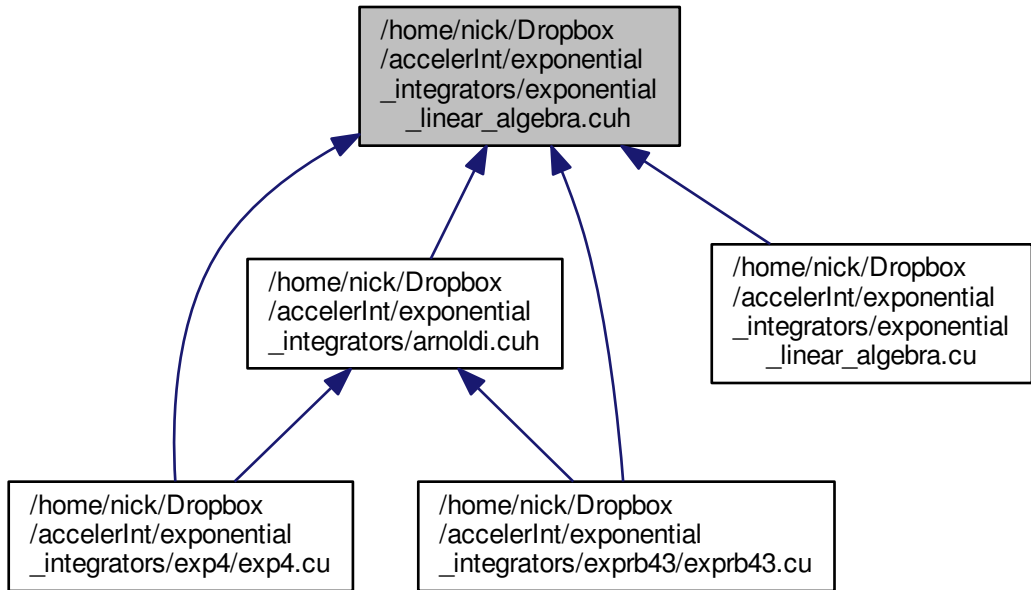 /home/nick/Dropbox
/accelerInt/exponential
_integrators/exponential
_linear_algebra.cuh
/home/nick/Dropbox
/accelerInt/exponential
_integrators/arnoldi.cuh
/home/nick/Dropbox
/accelerInt/exponential
_integrators/exponential
_linear_algebra.cu
/home/nick/Dropbox
/accelerInt/exponential
_integrators/exp4/exp4.cu
/home/nick/Dropbox
/accelerInt/exponential
_integrators/exprb43/exprb43.cu